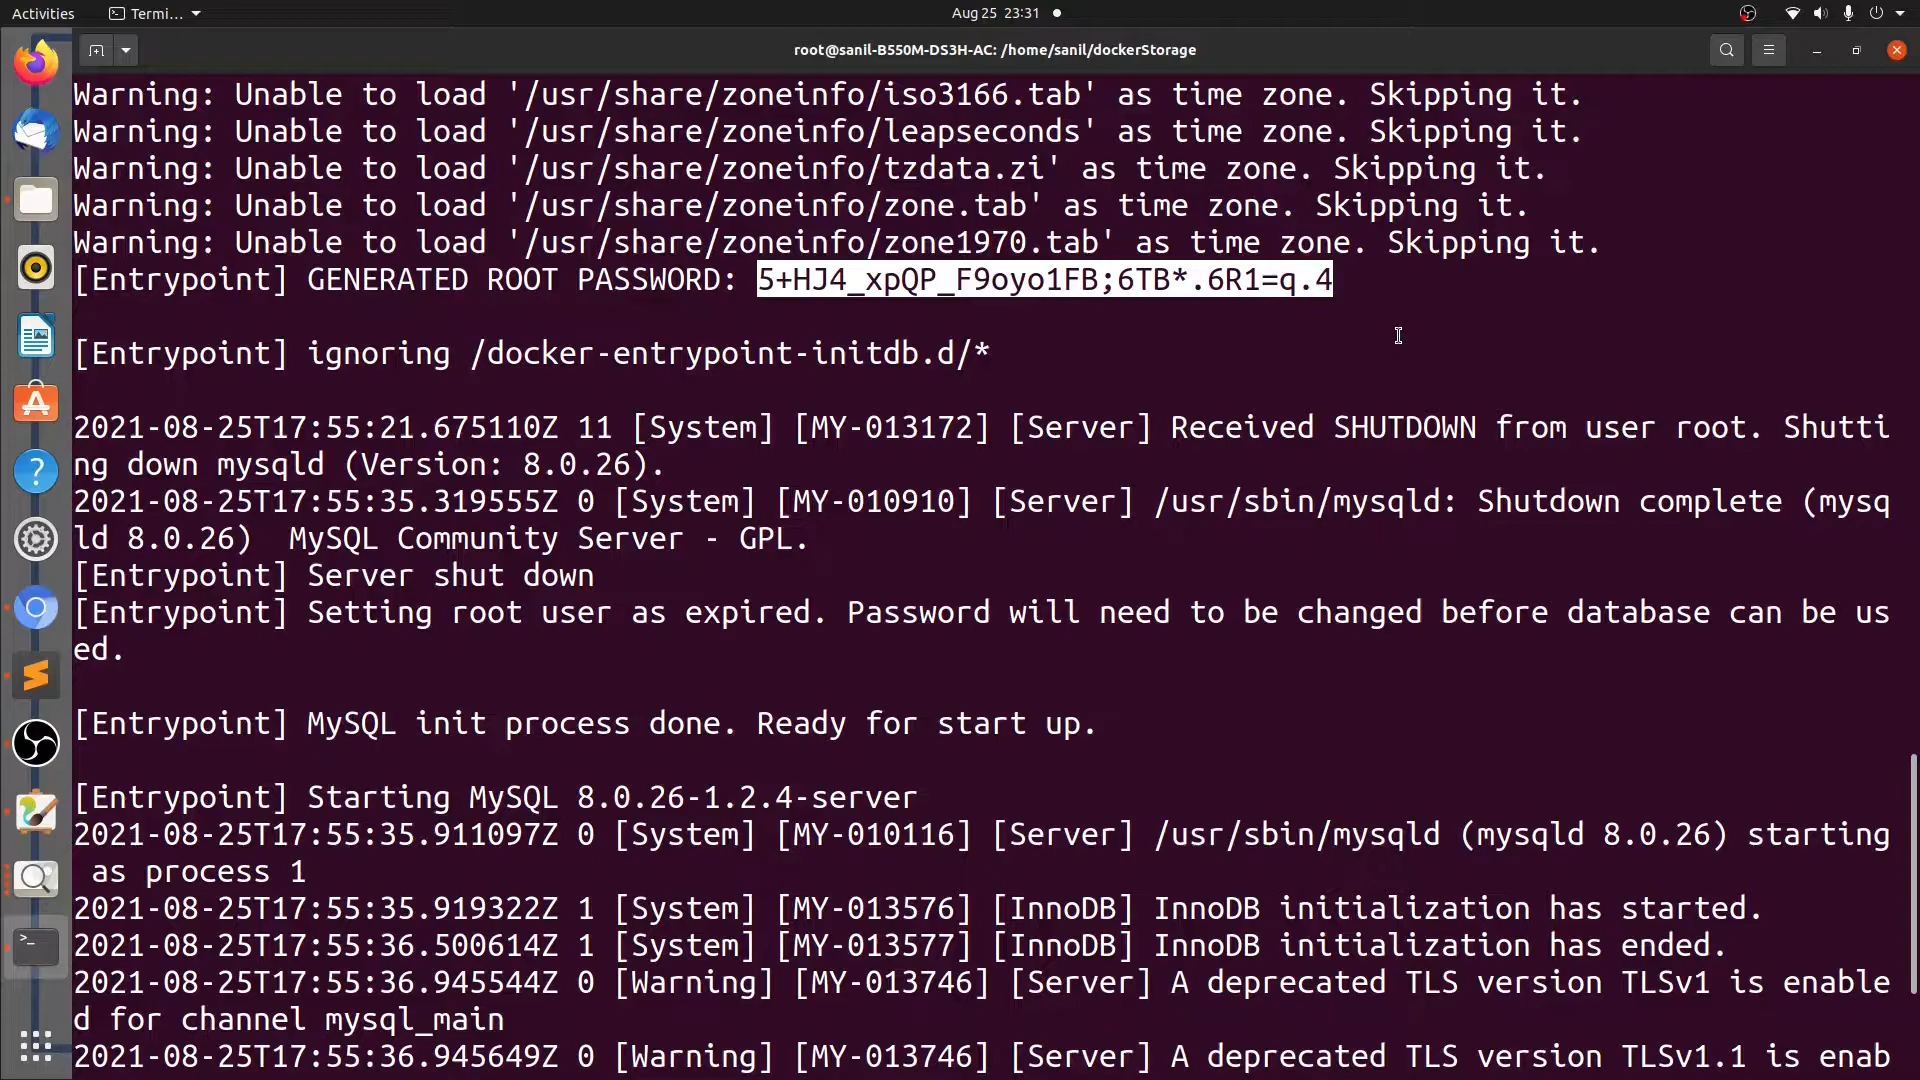 Activities Termi... Aug 25 23:31
root@sanil-B550M-DS3H-AC: /home/sanil/dockerStorage
Warning: Unable to load '/usr/share/zoneinfo/iso3166.tab' as time zone. Skipping it.
Warning: Unable to load '/usr/share/zoneinfo/leapseconds' as time zone. Skipping it.
Warning: Unable to load '/usr/share/zoneinfo/tzdata.zi' as time zone. Skipping it.
Warning: Unable to load '/usr/share/zoneinfo/zone.tab' as time zone. Skipping it.
Warning: Unable to load '/usr/share/zoneinfo/zone1970.tab' as time zone. Skipping it.
[Entrypoint] GENERATED ROOT PASSWORD: 5+HJ4_xpQP_F9oyo1FB;6TB*.6R1=q.4
[Entrypoint] ignoring /docker-entrypoint-initdb.d/*
2021-08-25T17:55:21.675110Z 11 [System] [MY-013172] [Server] Received SHUTDOWN from user root. Shutti
ng down mysqld (Version: 8.0.26).
2021-08-25T17:55:35.319555Z 0 [System] [MY-010910] [Server] /usr/sbin/mysqld: Shutdown complete (mysq
ld 8.0.26)  MySQL Community Server - GPL.
[Entrypoint] Server shut down
[Entrypoint] Setting root user as expired. Password will need to be changed before database can be us
ed.
[Entrypoint] MySQL init process done. Ready for start up.
[Entrypoint] Starting MySQL 8.0.26-1.2.4-server
2021-08-25T17:55:35.911097Z 0 [System] [MY-010116] [Server] /usr/sbin/mysqld (mysqld 8.0.26) starting
as process 1
2021-08-25T17:55:35.919322Z 1 [System] [MY-013576] [InnoDB] InnoDB initialization has started.
2021-08-25T17:55:36.500614Z 1 [System] [MY-013577] [InnoDB] InnoDB initialization has ended.
2021-08-25T17:55:36.945544Z 0 [Warning] [MY-013746] [Server] A deprecated TLS version TLSv1 is enable
d for channel mysql_main
2021-08-25T17:55:36.945649Z 0 [Warning] [MY-013746] [Server] A deprecated TLS version TLSv1.1 is enab